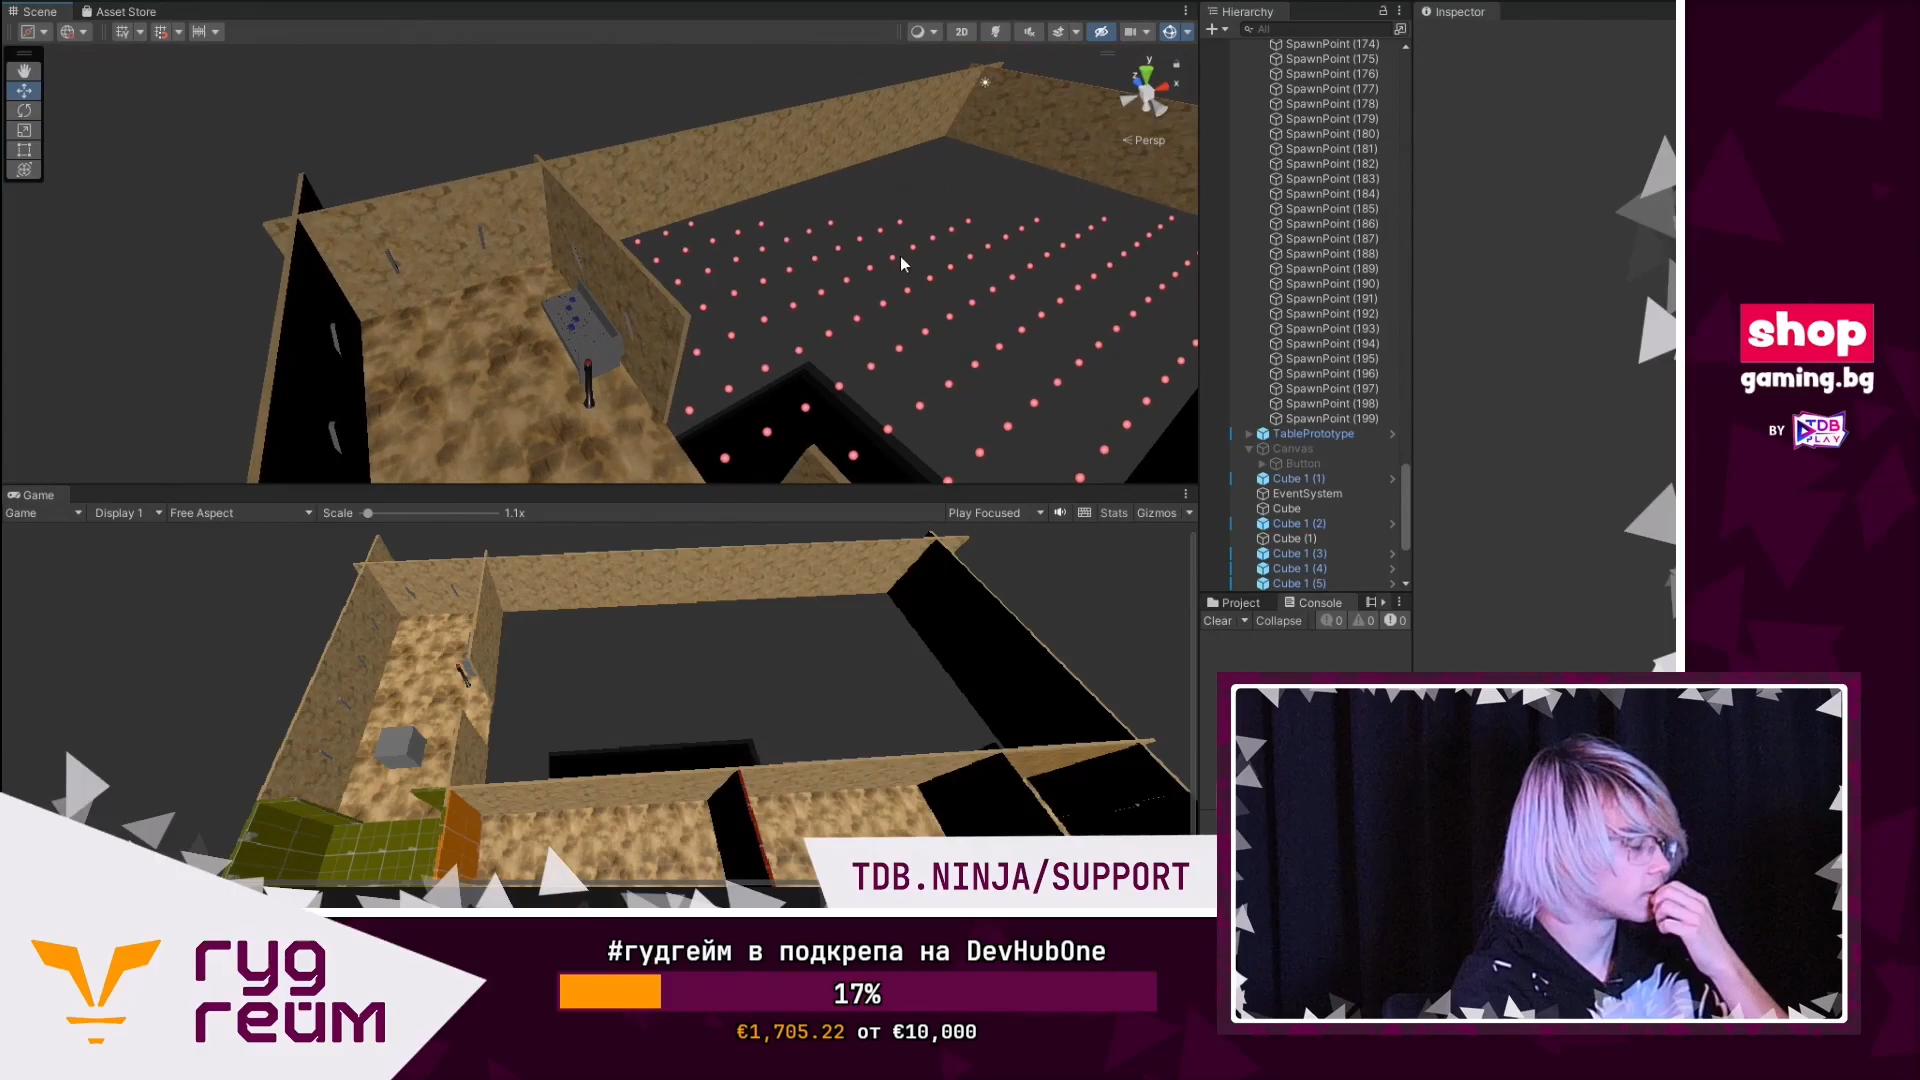 Scene
Asset Store
2D
y
z
x
Persp
Game
Game
Display 1
Free Aspect
Scale
1.1x
Play Focused
Stats
Gizmos
Hierarchy
All
SpawnPoint (174)
SpawnPoint (175)
SpawnPoint (176)
SpawnPoint (177)
SpawnPoint (178)
SpawnPoint (179)
SpawnPoint (180)
SpawnPoint (181)
SpawnPoint (182)
SpawnPoint (183)
SpawnPoint (184)
SpawnPoint (185)
SpawnPoint (186)
SpawnPoint (187)
SpawnPoint (188)
SpawnPoint (189)
SpawnPoint (190)
SpawnPoint (191)
SpawnPoint (192)
SpawnPoint (193)
SpawnPoint (194)
SpawnPoint (195)
SpawnPoint (196)
SpawnPoint (197)
SpawnPoint (198)
SpawnPoint (199)
TablePrototype
Canvas
Button
Cube 1 (1)
EventSystem
Cube
Cube 1 (2)
Cube (1)
Cube 1 (3)
Cube 1 (4)
Cube 1 (5)
Project
Console
Clear
Collapse
0
0
0
Inspector
shop
gaming.bg
BY TDB PLAY
TDB.NINJA/SUPPORT
гуд
гейм
#гудгейм в подкрепа на DevHubOne
17%
€1,705.22 от €10,000